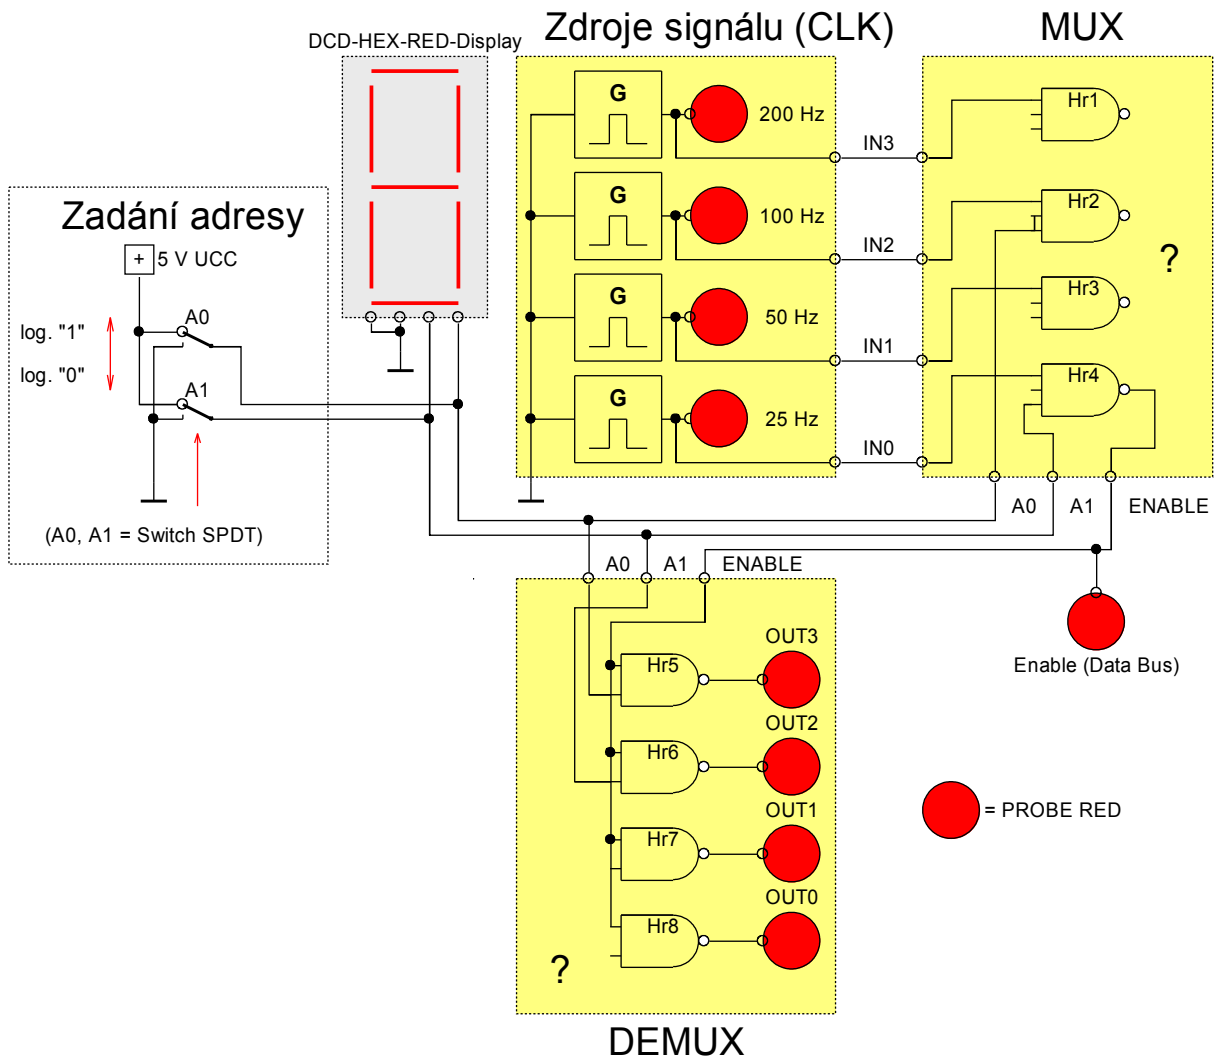 Zdroje signálu (CLK)
MUX
DCD-HEX-RED-Display
G
200 Hz
IN3
Hr1
G
100 Hz
IN2
Hr2
?
G
50 Hz
IN1
Hr3
G
25 Hz
IN0
Hr4
A0
A1
ENABLE
Zadání adresy
+
5 V UCC
A0
log. "1"
log. "0"
A1
(A0, A1 = Switch SPDT)
A0
A1
ENABLE
Enable (Data Bus)
OUT3
Hr5
OUT2
Hr6
OUT1
Hr7
OUT0
Hr8
?
= PROBE RED
DEMUX